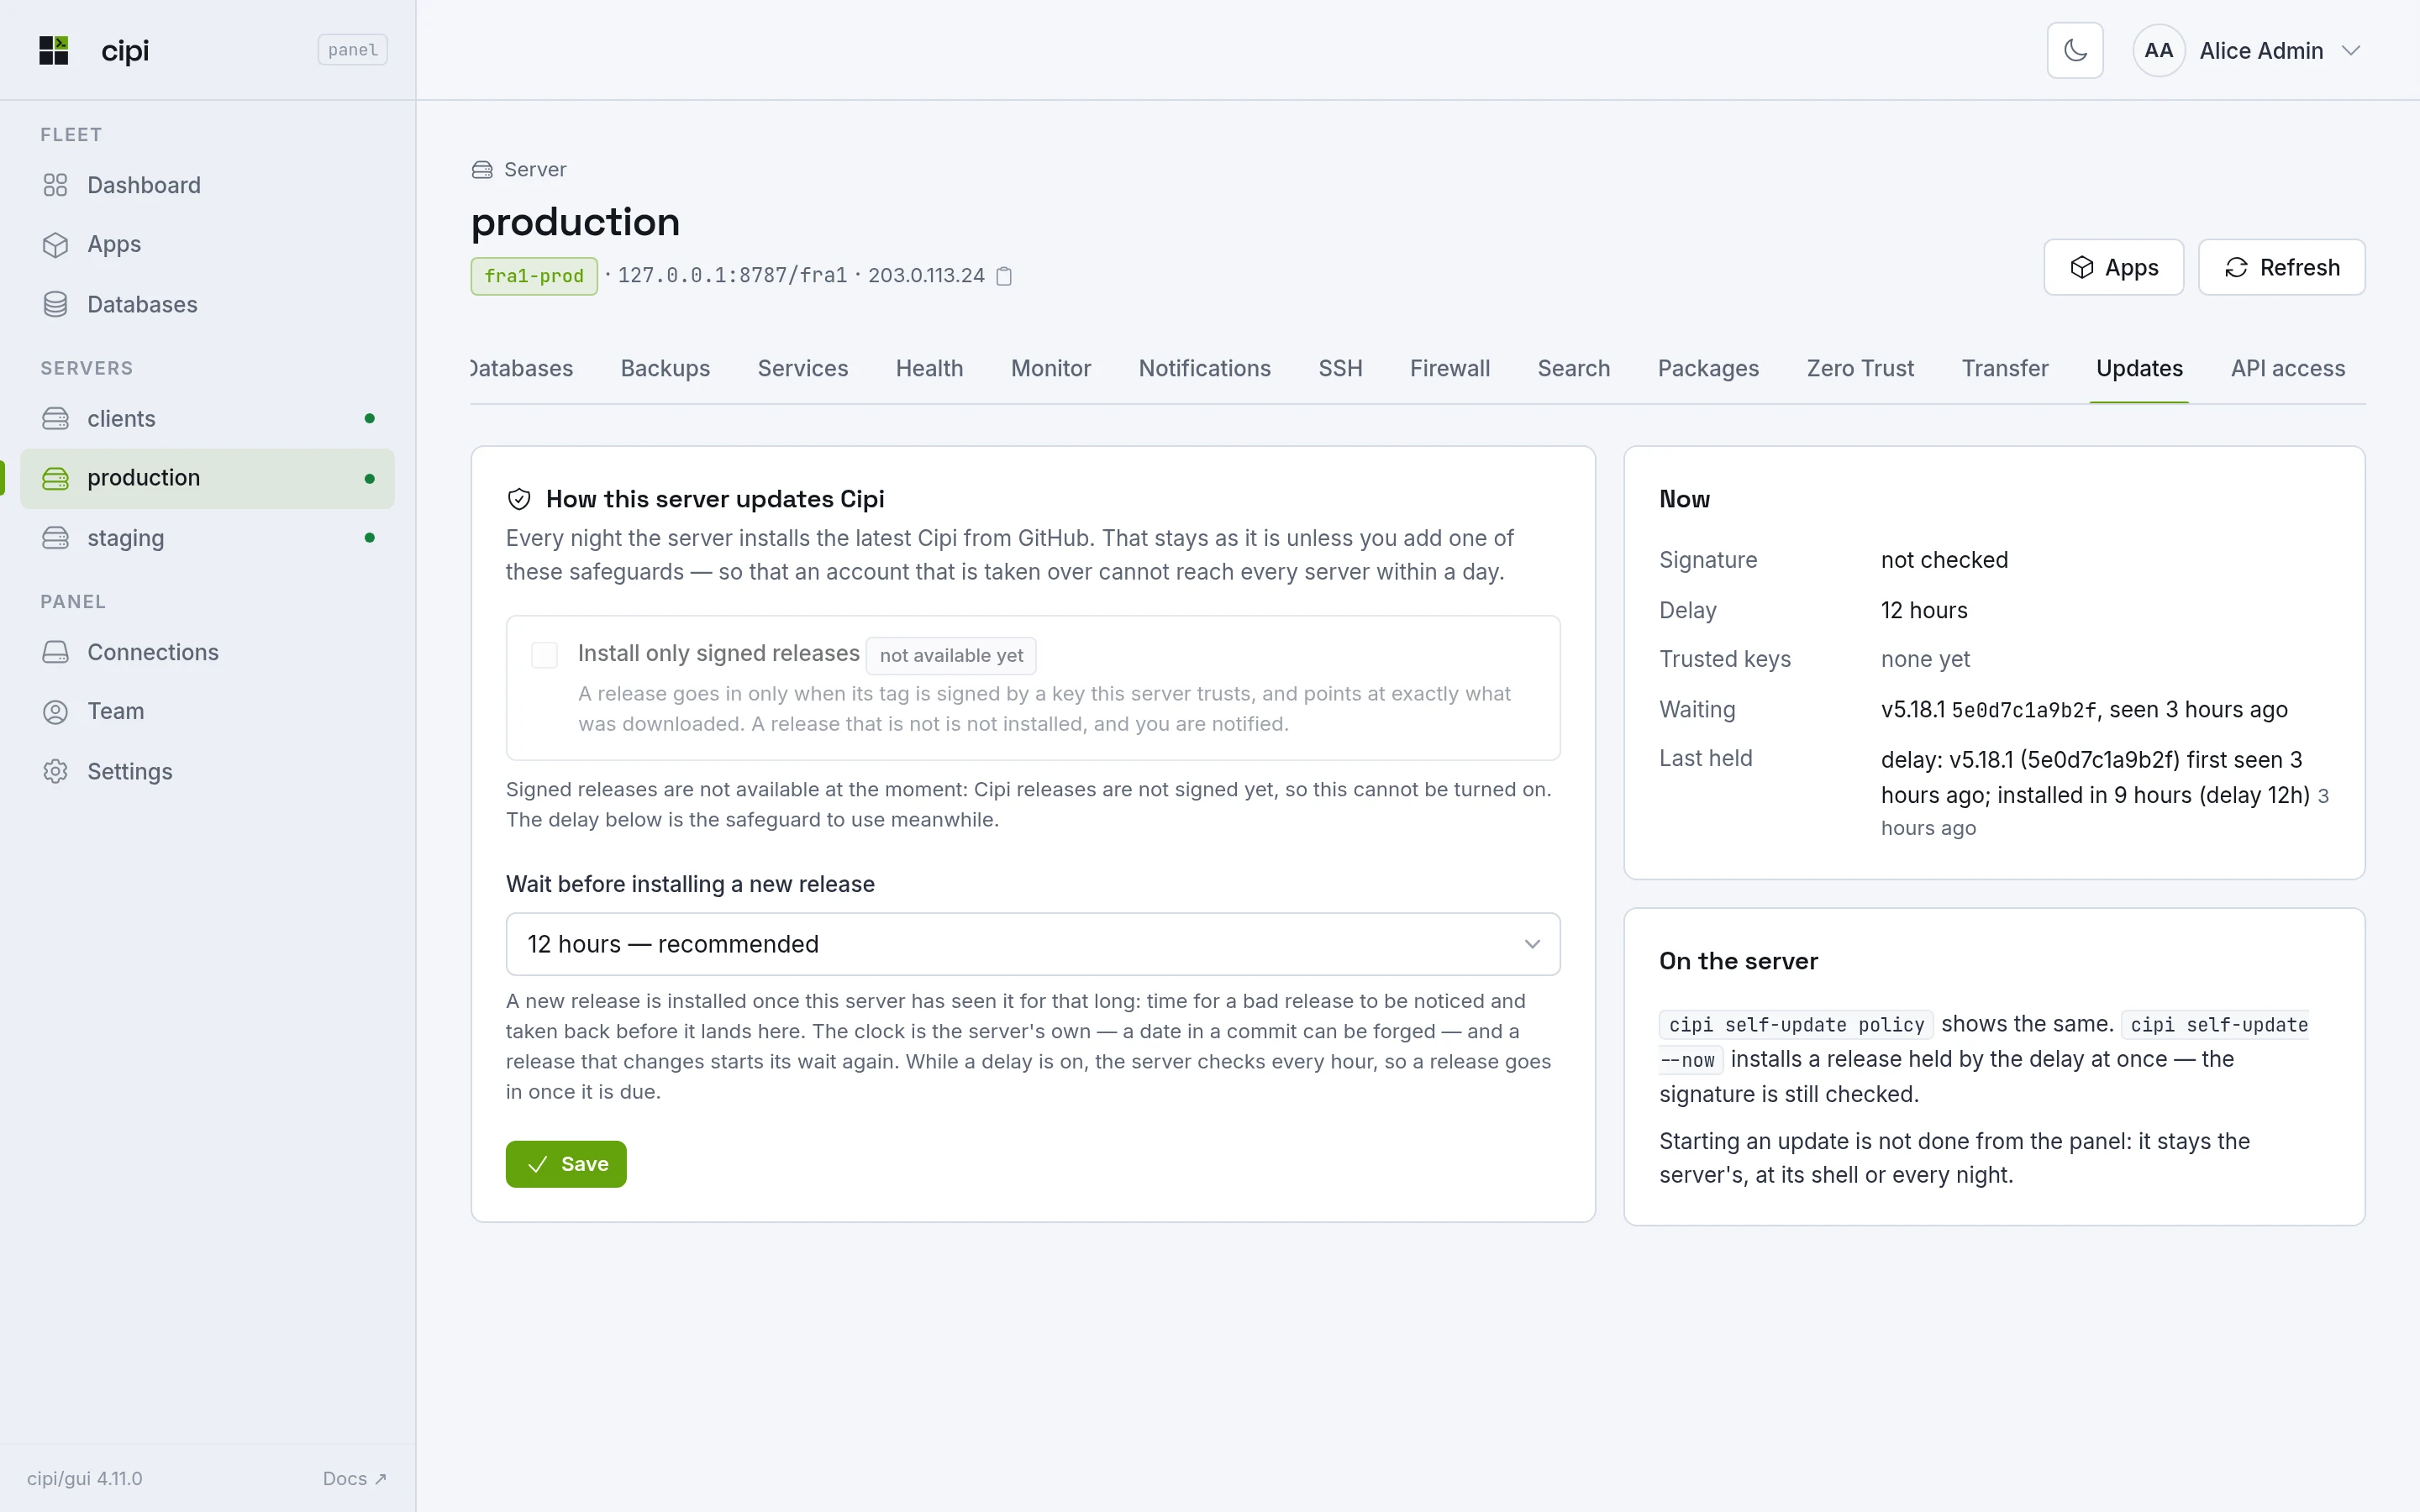 cipi
panel
FLEET
Dashboard
Apps
Databases
SERVERS
clients
production
staging
PANEL
Connections
Team
Settings
cipi/gui 4.11.0
Docs ↗
AA
Alice Admin
Server
production
fra1-prod · 127.0.0.1:8787/fra1 · 203.0.113.24
Apps
Refresh
Databases
Backups
Services
Health
Monitor
Notifications
SSH
Firewall
Search
Packages
Zero Trust
Transfer
Updates
API access
How this server updates Cipi
Every night the server installs the latest Cipi from GitHub. That stays as it is unless you add one of
these safeguards — so that an account that is taken over cannot reach every server within a day.
Install only signed releases not available yet
A release goes in only when its tag is signed by a key this server trusts, and points at exactly what
was downloaded. A release that is not is not installed, and you are notified.
Signed releases are not available at the moment: Cipi releases are not signed yet, so this cannot be turned on.
The delay below is the safeguard to use meanwhile.
Wait before installing a new release
12 hours — recommended
A new release is installed once this server has seen it for that long: time for a bad release to be noticed and
taken back before it lands here. The clock is the server's own — a date in a commit can be forged — and a
release that changes starts its wait again. While a delay is on, the server checks every hour, so a release goes
in once it is due.
Save
Now
Signature not checked
Delay 12 hours
Trusted keys none yet
Waiting v5.18.1 5e0d7c1a9b2f, seen 3 hours ago
Last held delay: v5.18.1 (5e0d7c1a9b2f) first seen 3
hours ago; installed in 9 hours (delay 12h) 3
hours ago
On the server
cipi self-update policy shows the same. cipi self-update
--now installs a release held by the delay at once — the
signature is still checked.
Starting an update is not done from the panel: it stays the
server's, at its shell or every night.